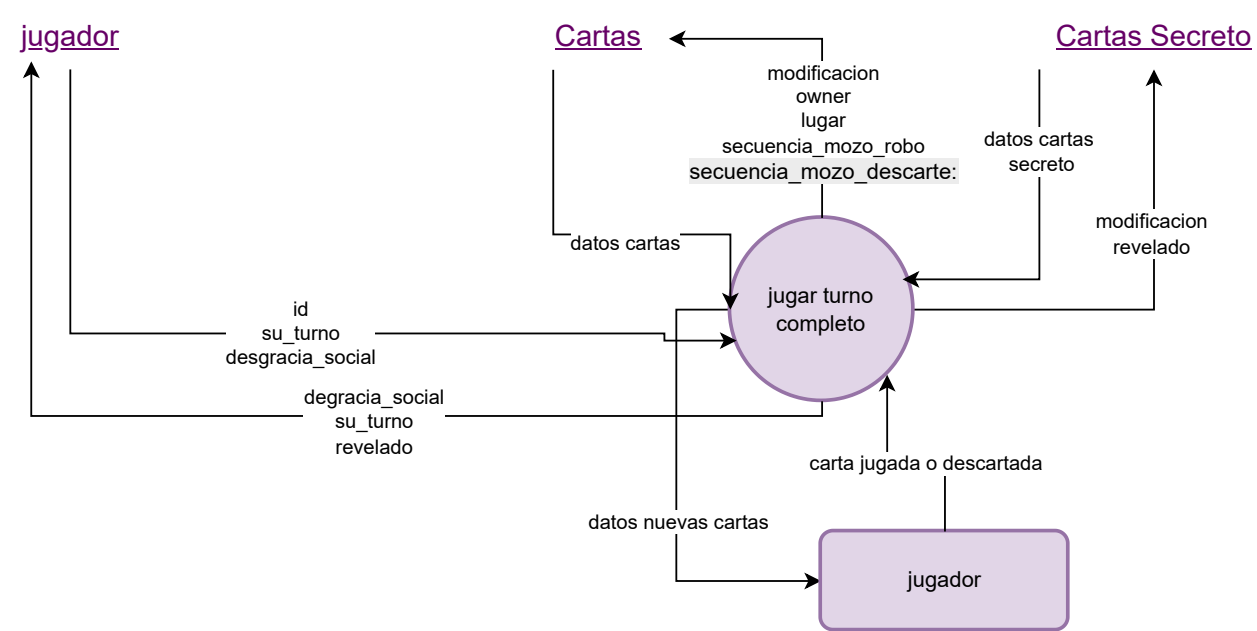 jugador
Cartas
Cartas Secreto
modificacion
owner
lugar
secuencia_mozo_robo
secuencia_mozo_descarte:
datos cartas
secreto
modificacion
revelado
datos cartas
jugar turno
completo
id
su_turno
desgracia_social
degracia_social
su_turno
revelado
carta jugada o descartada
datos nuevas cartas
jugador